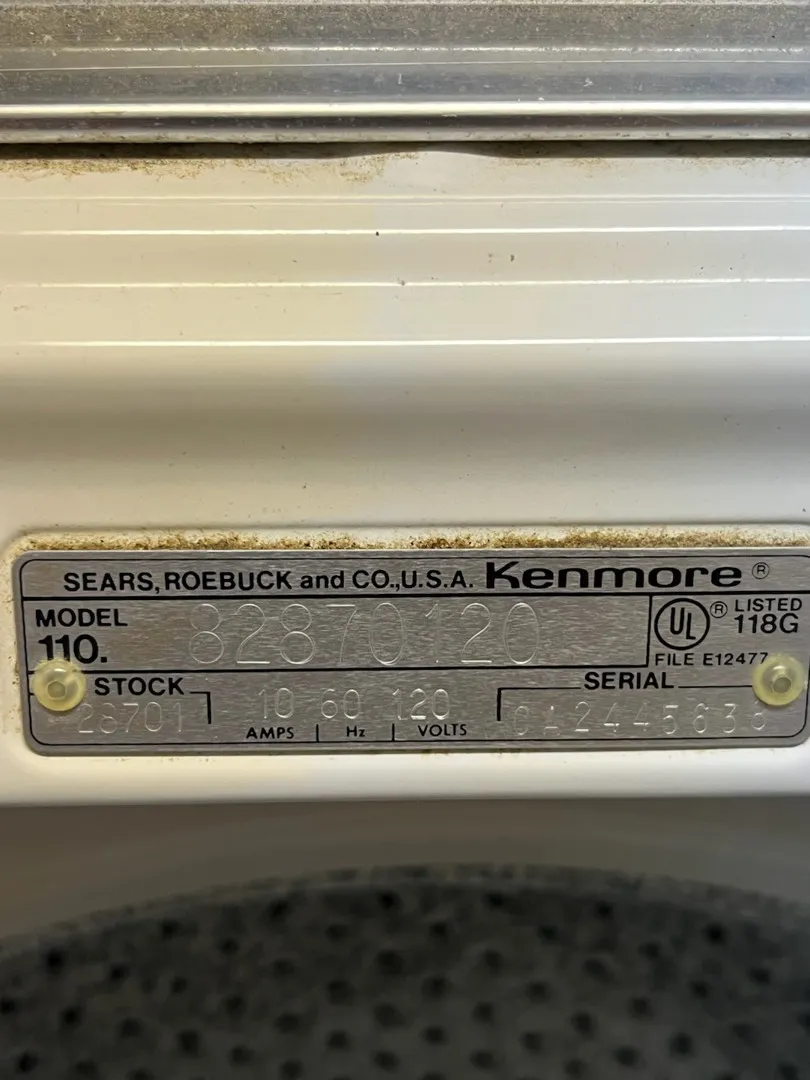 SEARS, ROEBUCK and CO., U.S.A. Kenmore ®
MODEL
110. 82870120
UL ® LISTED
118G
FILE E12477
STOCK
28701
10 60 120
AMPS Hz VOLTS
SERIAL